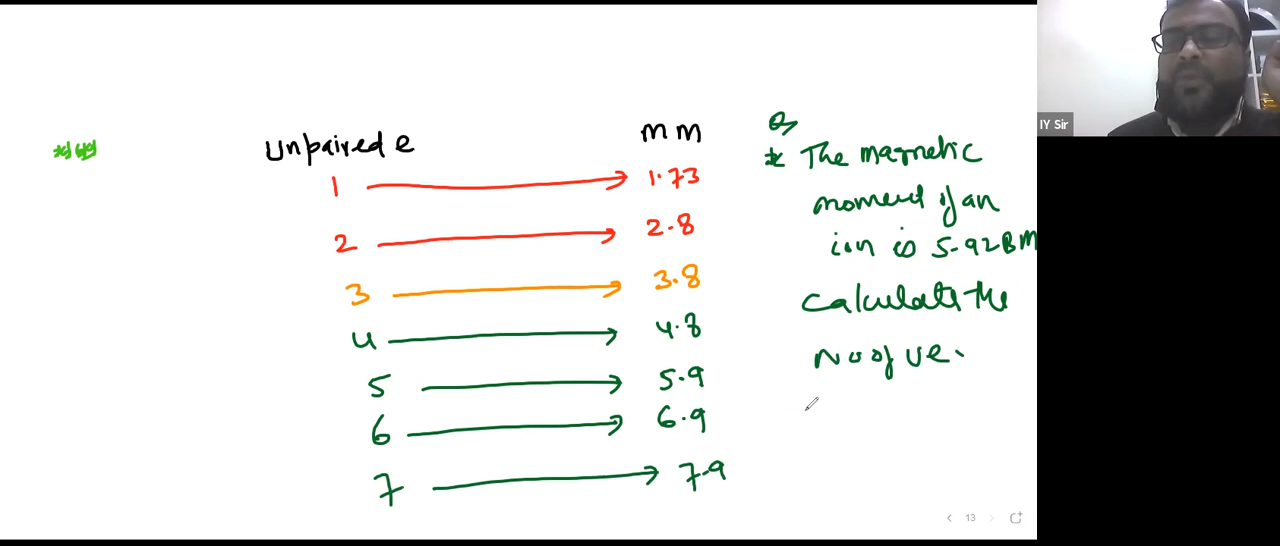 unpaired e
mm
1 → 1.73
2 → 2.8
3 → 3.8
4 → 4.8
5 → 5.9
6 → 6.9
7 → 7.9
Q
* The magnetic
moment of an
ion is 5.92BM
calculate the
No of ue.
IY Sir
13